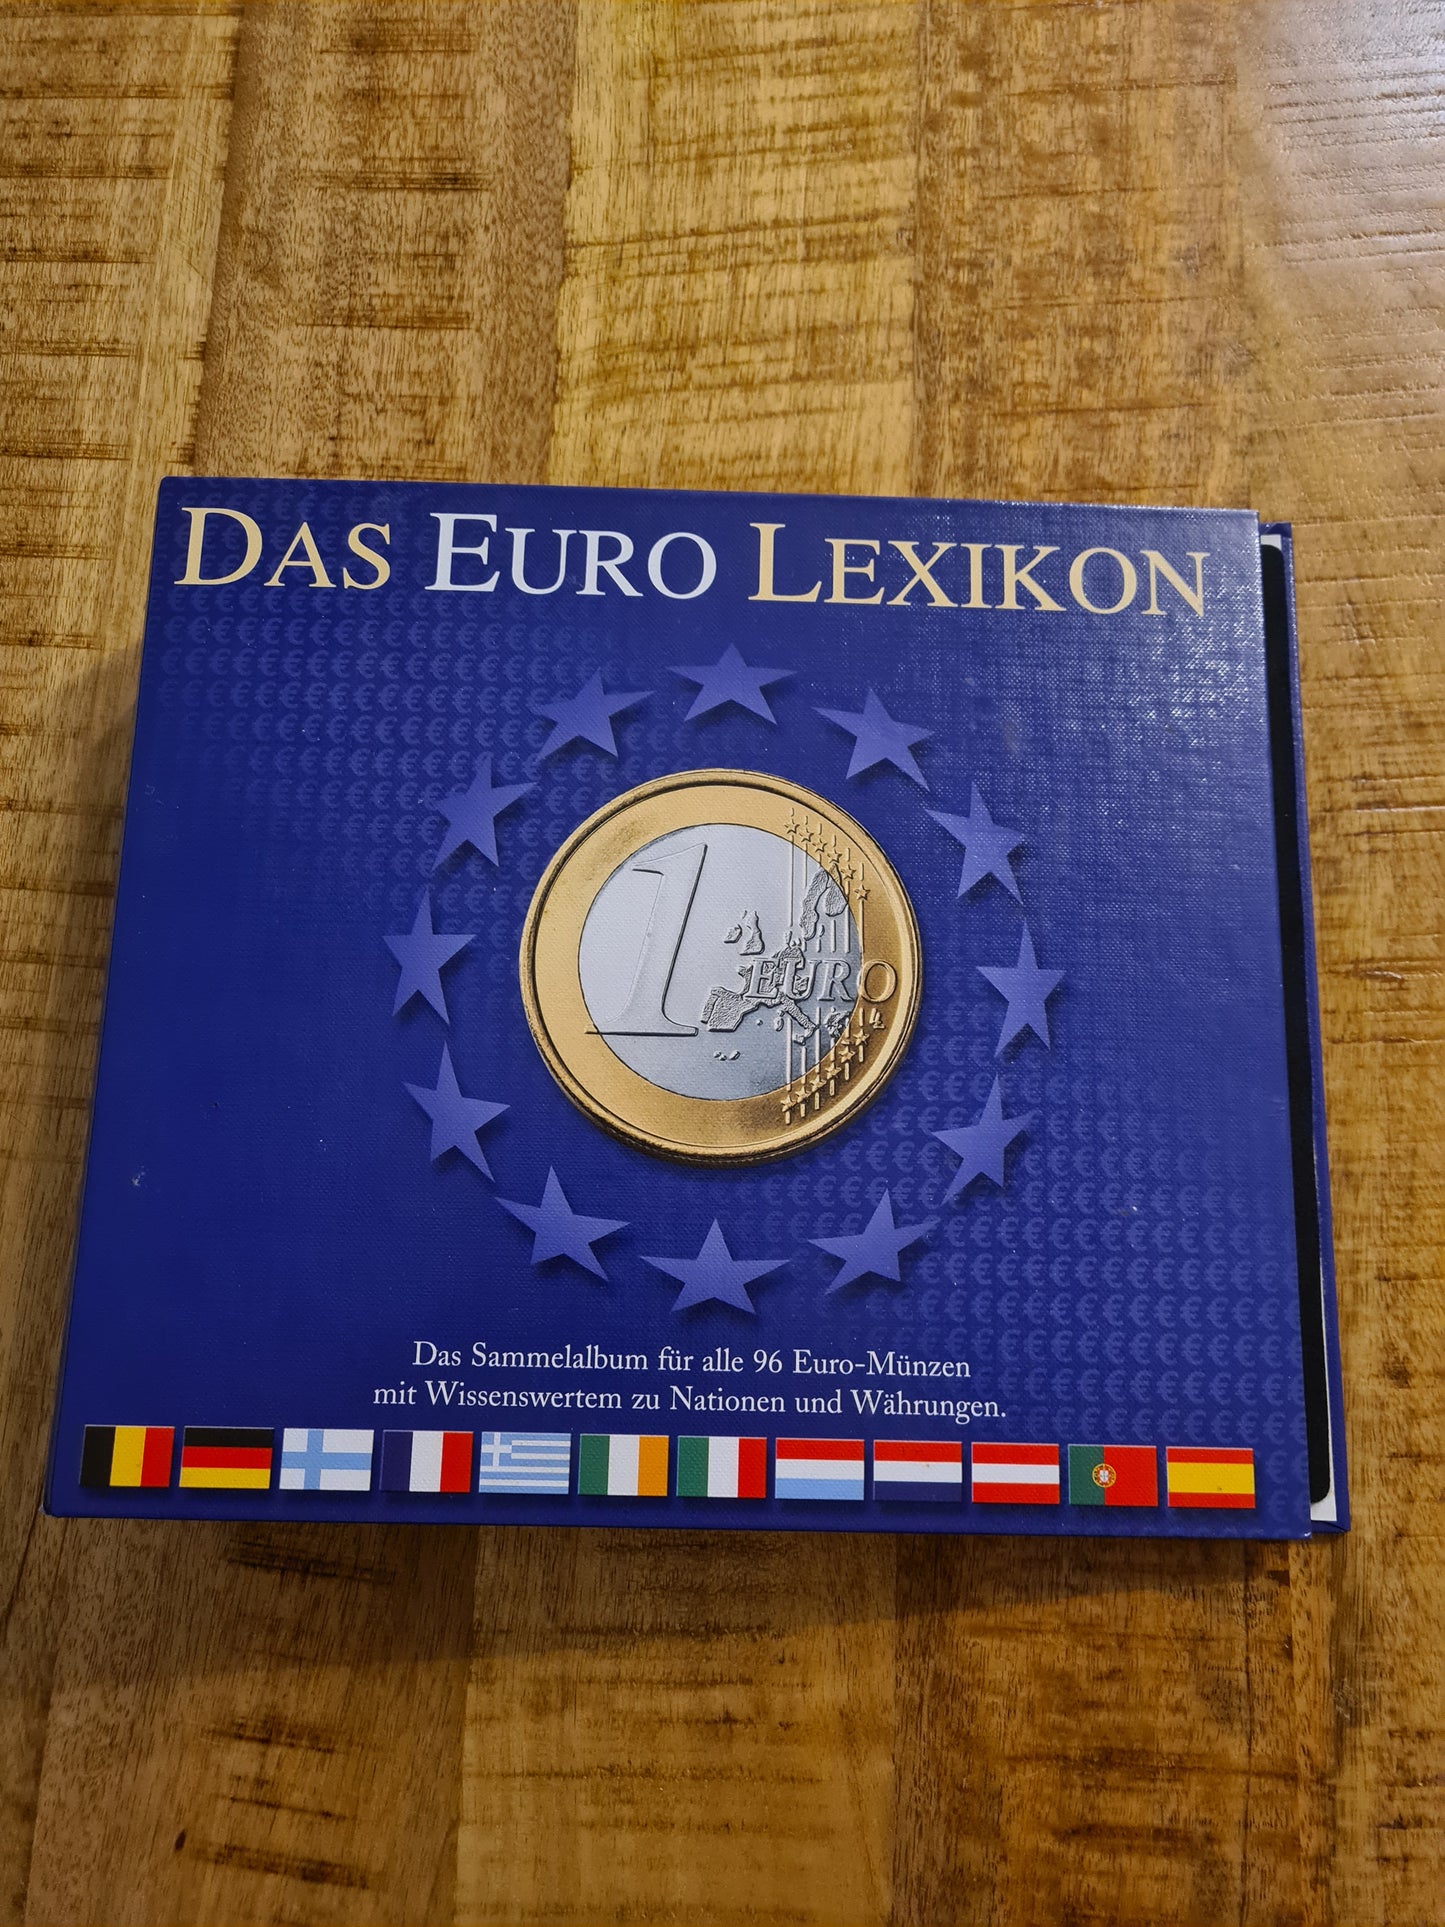 DAS EURO LEXIKON
1
EURO
Das Sammelalbum für alle 96 Euro-Münzen
mit Wissenswertem zu Nationen und Währungen.